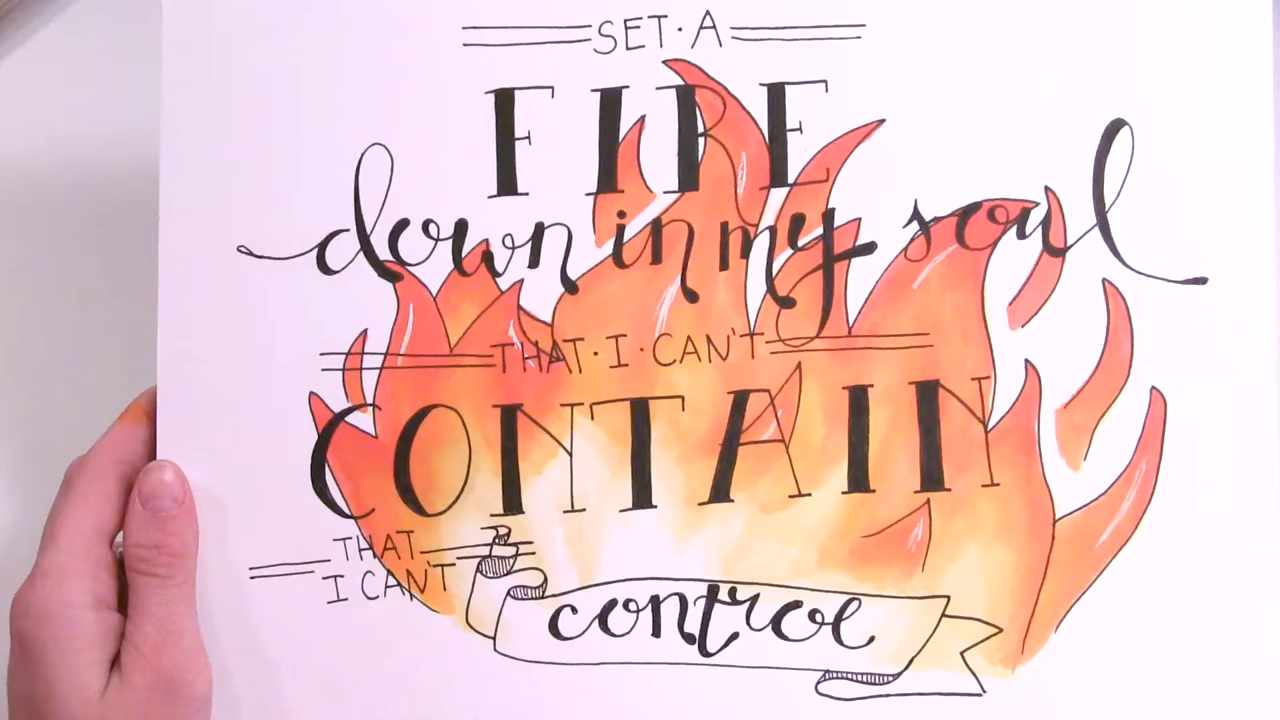 SET·A
FIRE
down in my soul
THAT·I·CAN'T
CONTAIN
THAT
I CAN'T
control